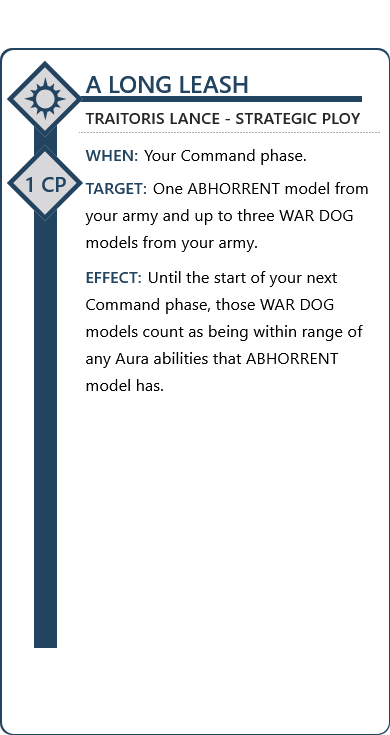 A LONG LEASH
TRAITORIS LANCE - STRATEGIC PLOY
1 CP
WHEN: Your Command phase.
TARGET: One ABHORRENT model from
your army and up to three WAR DOG
models from your army.
EFFECT: Until the start of your next
Command phase, those WAR DOG
models count as being within range of
any Aura abilities that ABHORRENT
model has.